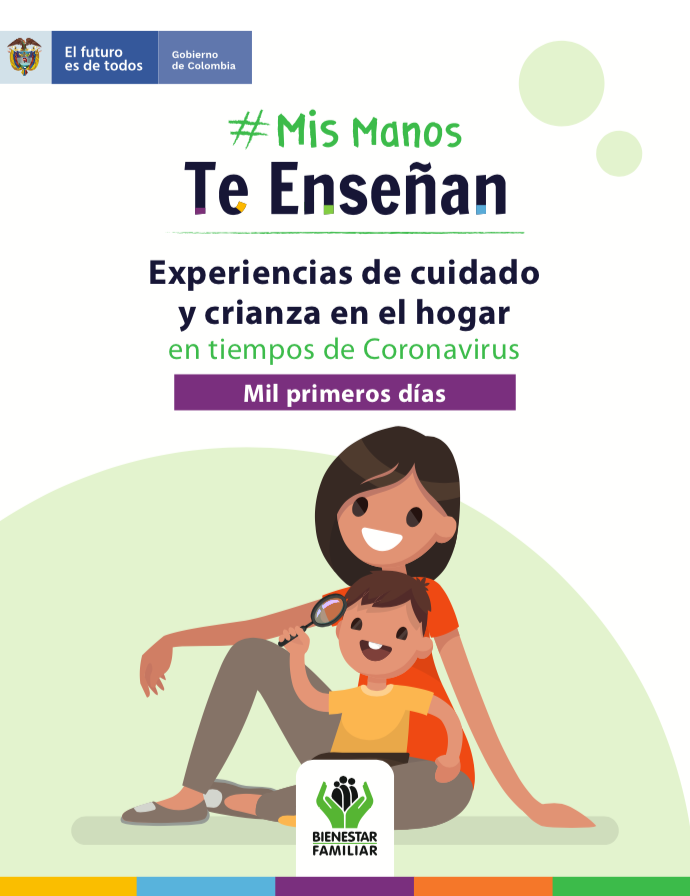 El futuro
es de todos
Gobierno
de Colombia
#Mis Manos
Te Enseñan
Experiencias de cuidado
y crianza en el hogar
en tiempos de Coronavirus
Mil primeros días
BIENESTAR
FAMILIAR